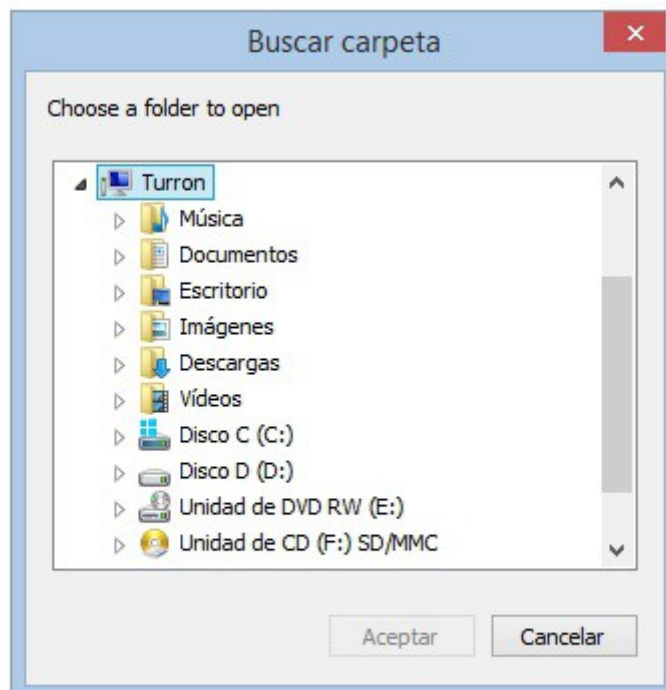 Buscar carpeta
Choose a folder to open
Turron
Música
Documentos
Escritorio
Imágenes
Descargas
Vídeos
Disco C (C:)
Disco D (D:)
Unidad de DVD RW (E:)
Unidad de CD (F:) SD/MMC
Aceptar Cancelar